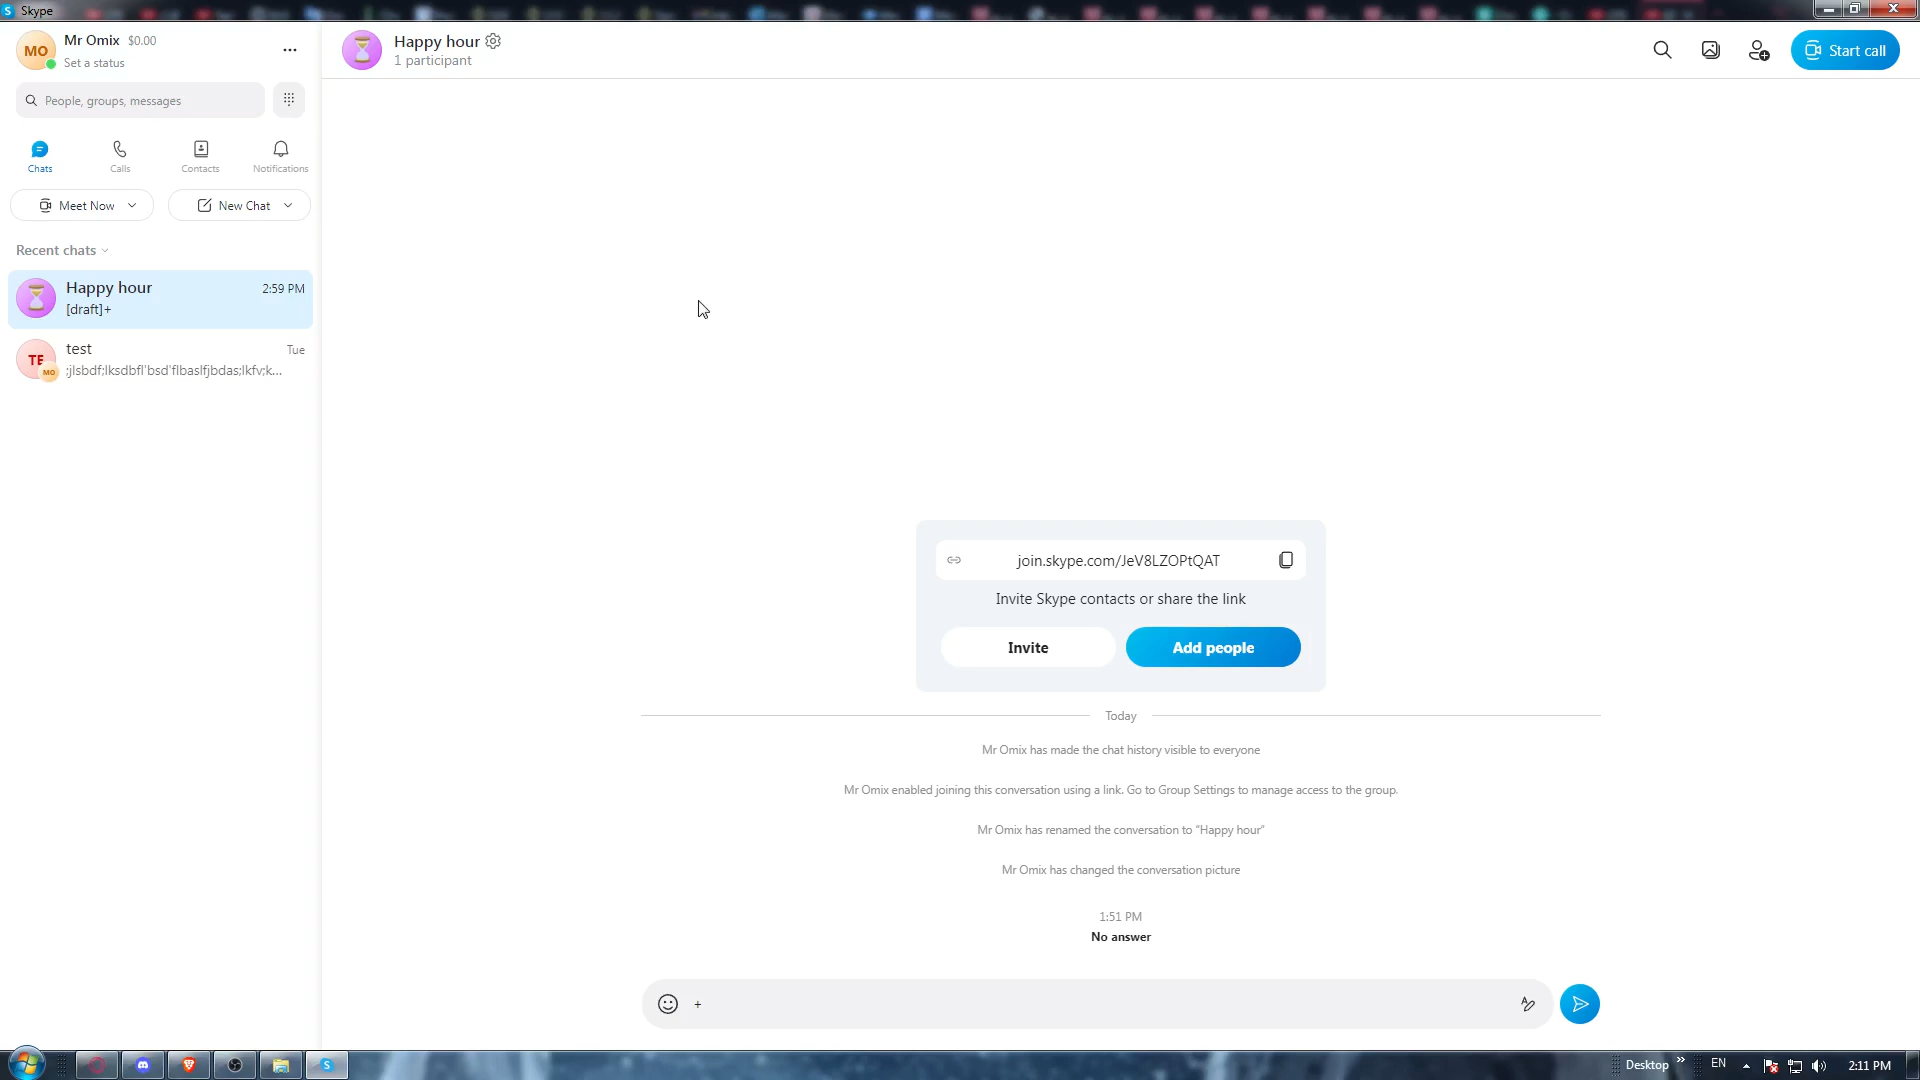 Skype
MO
Mr Omix $0.00
Set a status
People, groups, messages
Chats
Calls
Contacts
Notifications
Meet Now
New Chat
Recent chats
Happy hour 2:59 PM
[draft]+
TE
MO
test Tue
;jlsbdf;lksdbfl'bsd'flbaslfjbdas;lkfv;k...
Happy hour
1 participant
Start call
join.skype.com/JeV8LZOPtQAT
Invite Skype contacts or share the link
Invite
Add people
Today
Mr Omix has made the chat history visible to everyone
Mr Omix enabled joining this conversation using a link. Go to Group Settings to manage access to the group.
Mr Omix has renamed the conversation to "Happy hour"
Mr Omix has changed the conversation picture
1:51 PM
No answer
+
Desktop
EN
2:11 PM